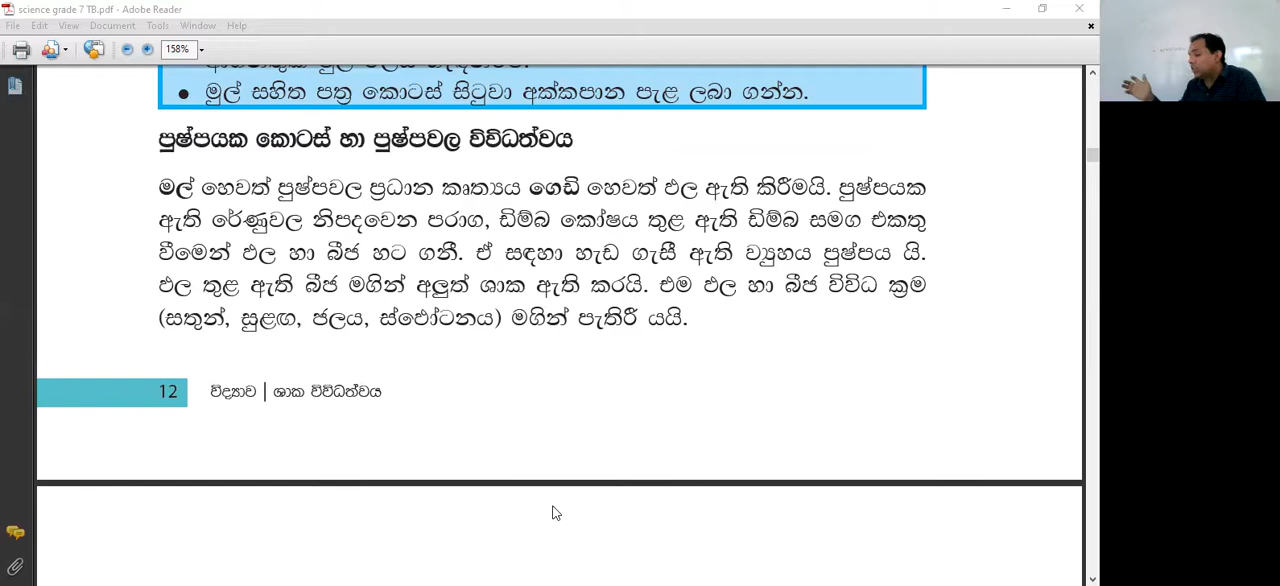 science grade 7 TB.pdf - Adobe Reader
File Edit View Document Tools Window Help
158%
● මුල් සහිත පත්‍ර කොටස් සිටුවා අක්කපාන පැළ ලබා ගන්න.
පුෂ්පයක කොටස් හා පුෂ්පවල විවිධත්වය
මල් හෙවත් පුෂ්පවල ප්‍රධාන කෘත්‍යය ගෙඩි හෙවත් ඵල ඇති කිරීමයි. පුෂ්පයක
ඇති රේණුවල නිපදවෙන පරාග, ඩිම්බ කෝෂය තුළ ඇති ඩිම්බ සමග එකතු
වීමෙන් ඵල හා බීජ හට ගනී. ඒ සඳහා හැඩ ගැසී ඇති ව්‍යුහය පුෂ්පය යි.
ඵල තුළ ඇති බීජ මගින් අලුත් ශාක ඇති කරයි. එම ඵල හා බීජ විවිධ ක්‍රම
(සතුන්, සුළඟ, ජලය, ස්ඵෝටනය) මගින් පැතිරී යයි.
12 විද්‍යාව | ශාක විවිධත්වය